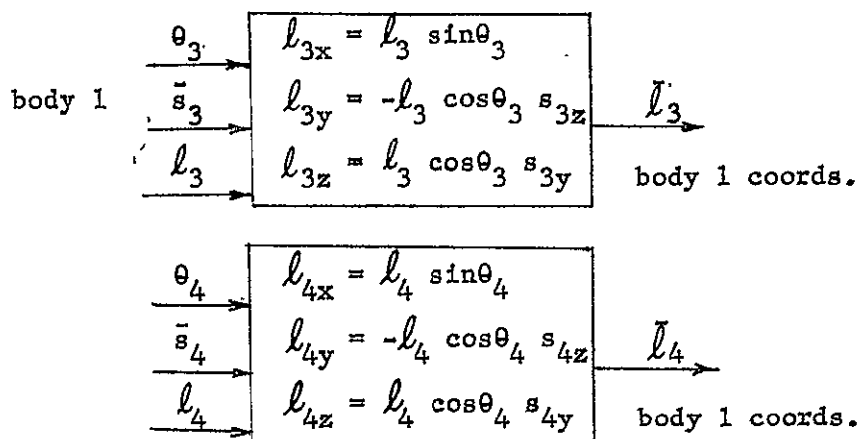 θ₃ ℓ₃ₓ = ℓ₃ sinθ₃
body 1 s̄₃ ℓ₃y = -ℓ₃ cosθ₃ s₃z ℓ̄₃
ℓ₃ ℓ₃z = ℓ₃ cosθ₃ s₃y body 1 coords.
θ₄ ℓ₄ₓ = ℓ₄ sinθ₄
s̄₄ ℓ₄y = -ℓ₄ cosθ₄ s₄z ℓ̄₄
ℓ₄ ℓ₄z = ℓ₄ cosθ₄ s₄y body 1 coords.